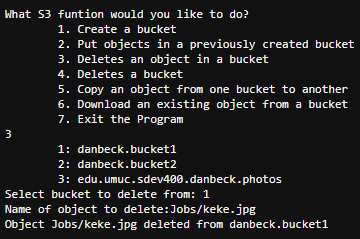 What S3 funtion would you like to do?
1. Create a bucket
2. Put objects in a previously created bucket
3. Deletes an object in a bucket
4. Deletes a bucket
5. Copy an object from one bucket to another
6. Download an existing object from a bucket
7. Exit the Program
3
1: danbeck.bucket1
2: danbeck.bucket2
3: edu.umuc.sdev400.danbeck.photos
Select bucket to delete from: 1
Name of object to delete:Jobs/keke.jpg
Object Jobs/keke.jpg deleted from danbeck.bucket1